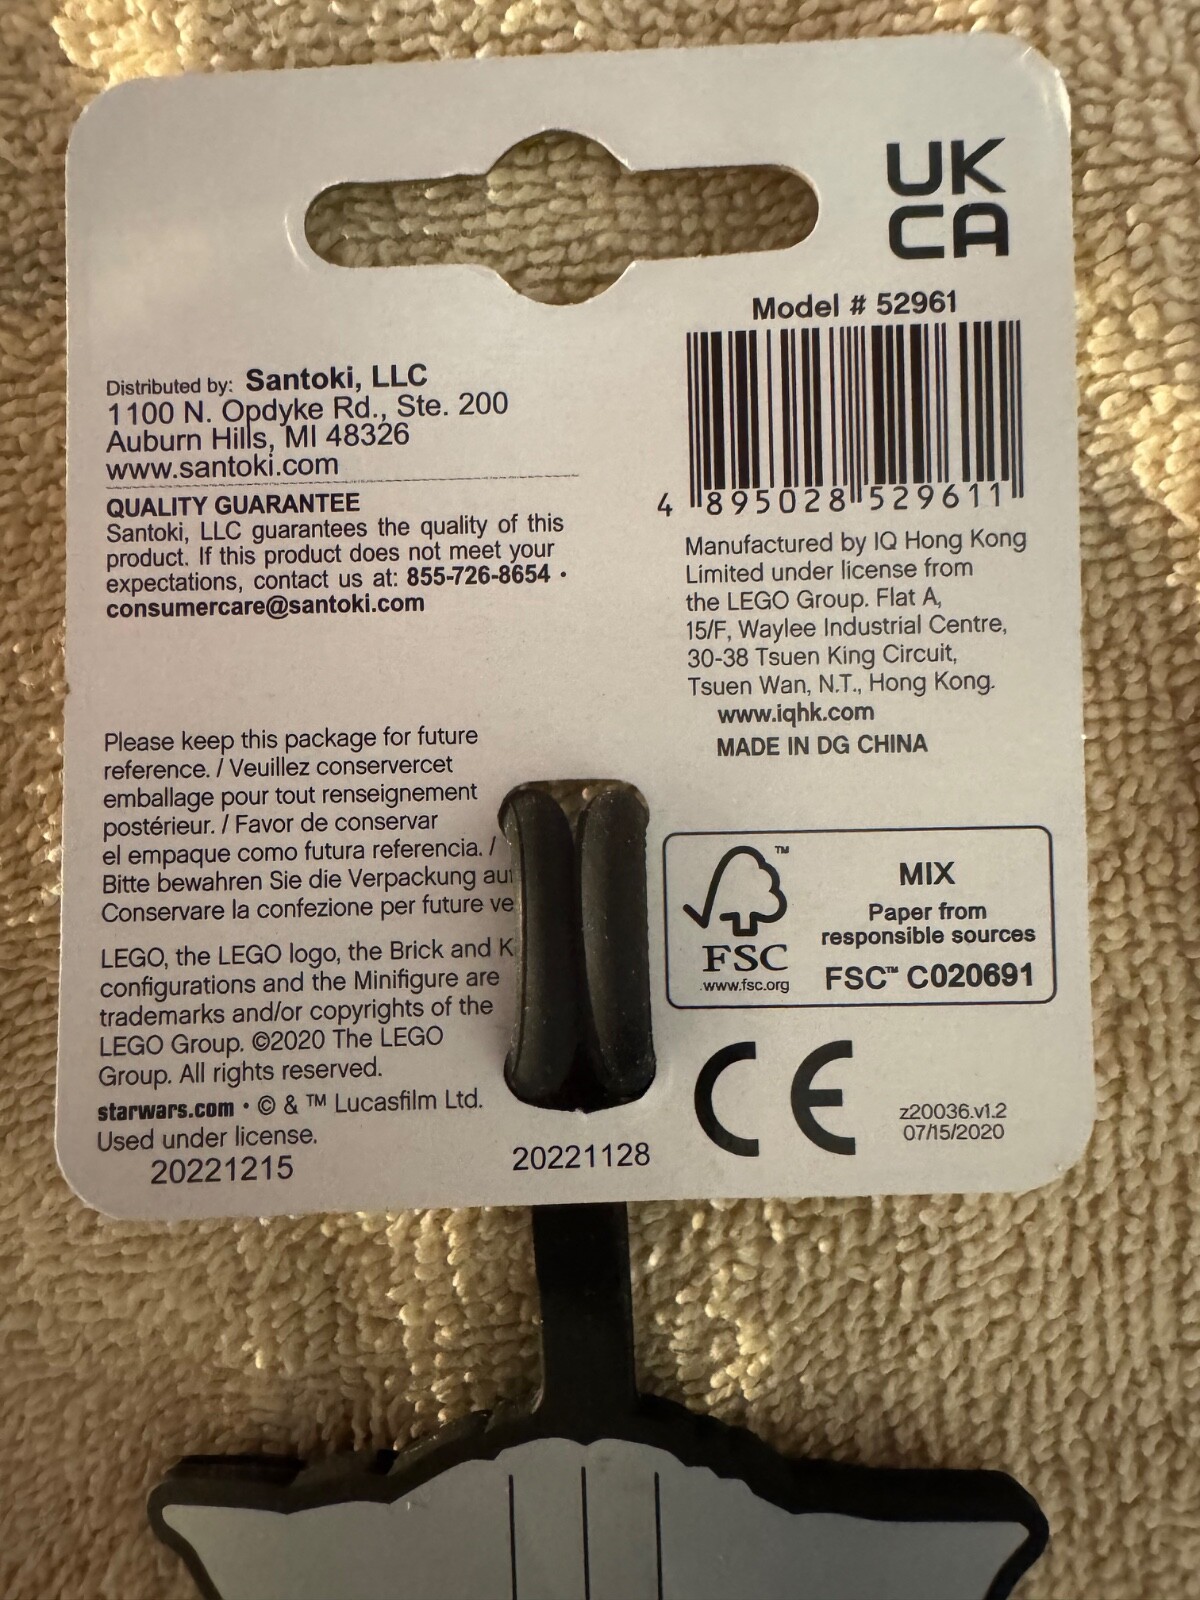 UK
CA
Model # 52961
4 895028 529611
Distributed by: Santoki, LLC
1100 N. Opdyke Rd., Ste. 200
Auburn Hills, MI 48326
www.santoki.com
QUALITY GUARANTEE
Santoki, LLC guarantees the quality of this
product. If this product does not meet your
expectations, contact us at: 855-726-8654 •
consumercare@santoki.com
Manufactured by IQ Hong Kong
Limited under license from
the LEGO Group. Flat A,
15/F, Waylee Industrial Centre,
30-38 Tsuen King Circuit,
Tsuen Wan, N.T., Hong Kong.
www.iqhk.com
MADE IN DG CHINA
Please keep this package for future
reference. / Veuillez conservercet
emballage pour tout renseignement
postérieur. / Favor de conservar
el empaque como futura referencia. /
Bitte bewahren Sie die Verpackung
Conservare la confezione per future
LEGO, the LEGO logo, the Brick and
configurations and the Minifigure are
trademarks and/or copyrights of the
LEGO Group. ©2020 The LEGO
Group. All rights reserved.
starwars.com • © & ™ Lucasfilm Ltd.
Used under license.
20221215
20221128
™
FSC
www.fsc.org
MIX
Paper from
responsible sources
FSC™ C020691
CE
z20036.v1.2
07/15/2020